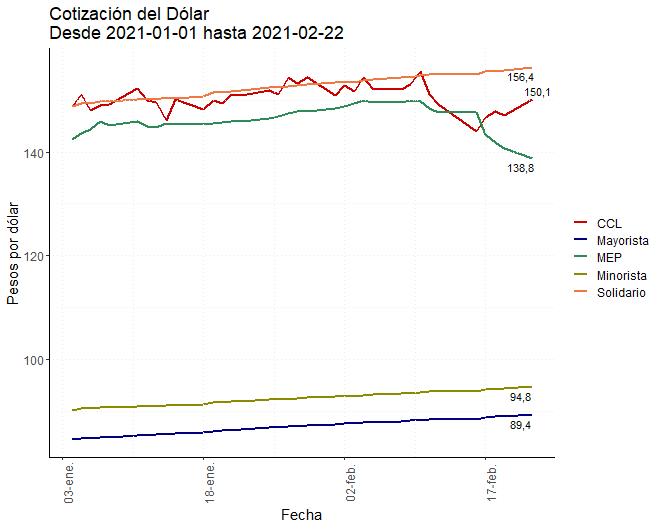 Cotización del Dólar
Desde 2021-01-01 hasta 2021-02-22
156,4
150,1
140
138,8
Pesos por dólar
120
100
94,8
89,4
03-ene.
18-ene.
02-feb.
17-feb.
Fecha
CCL
Mayorista
MEP
Minorista
Solidario